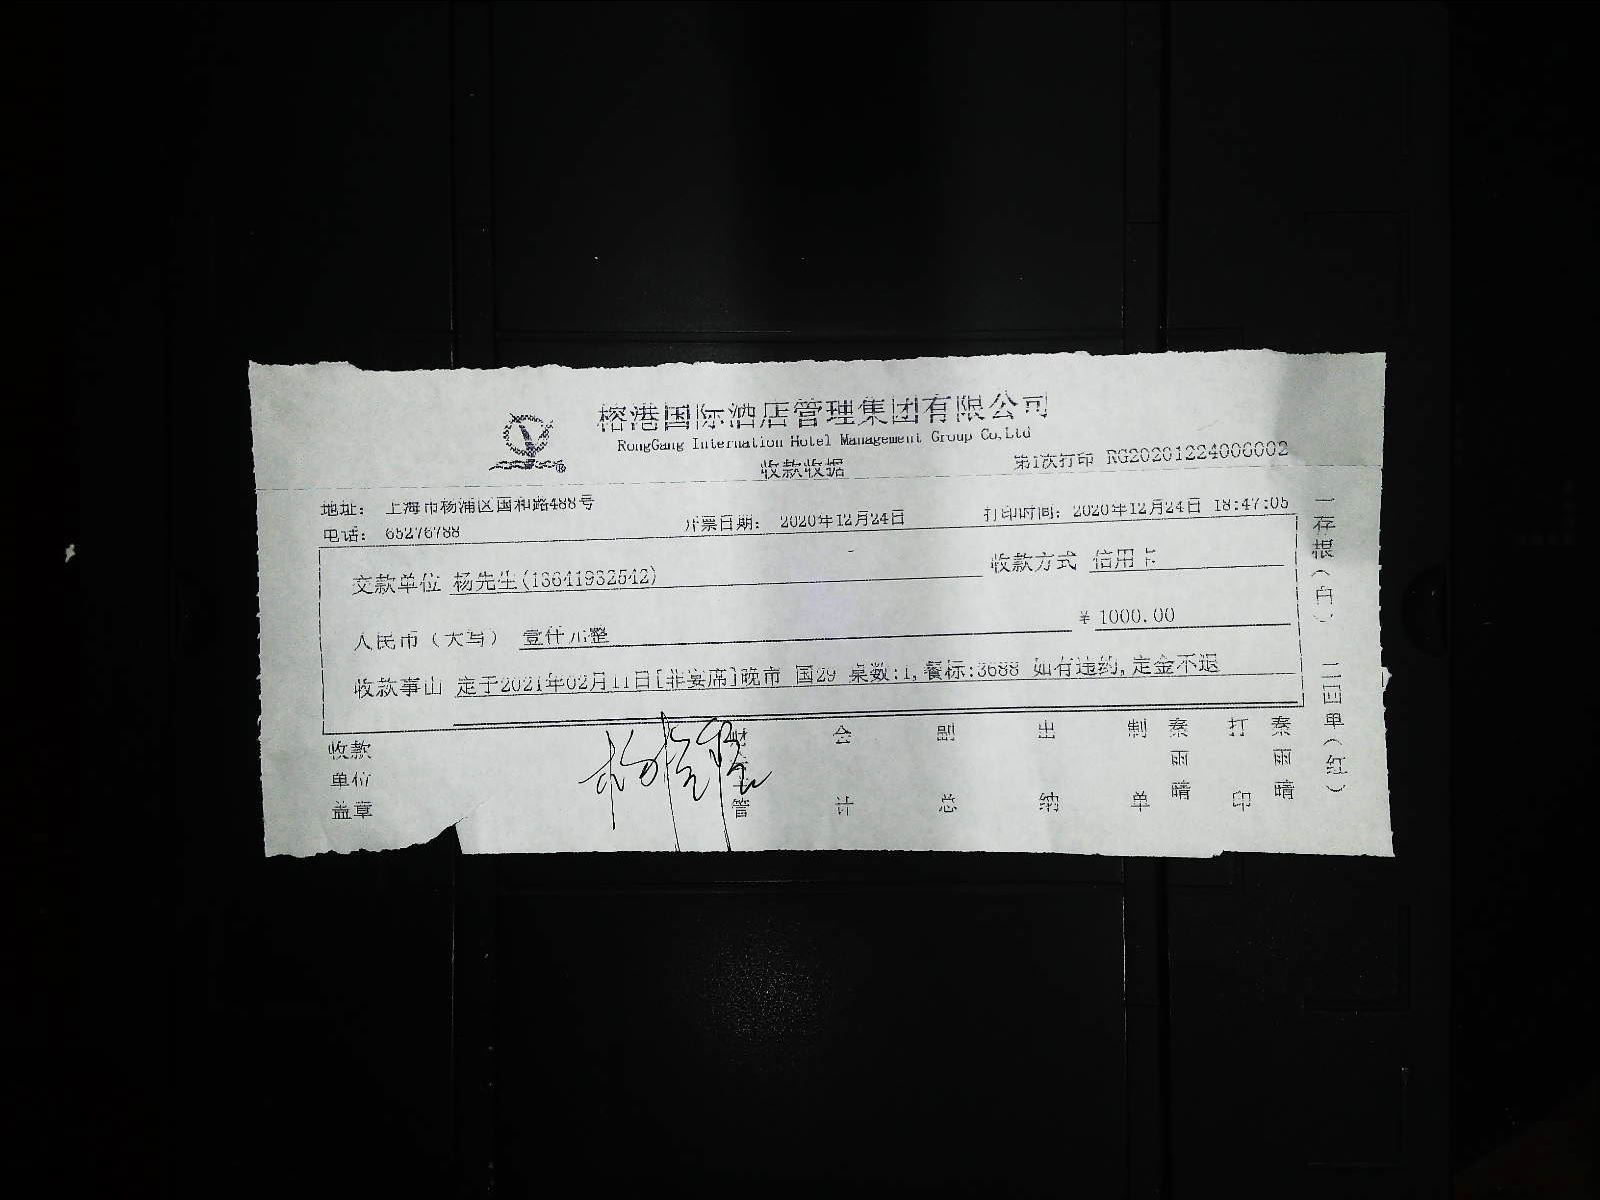 榕港国际酒店管理集团有限公司
RongGang Internation Hotel Management Group Co,Ltd
收款收据
第1次打印 RG20201224006002
地址： 上海市杨浦区国和路488号
电话： 65276788
开票日期： 2020年12月24日
打印时间：2020年12月24日 18:47:05
交款单位 杨先生(13641932542)
收款方式 信用卡
人民币（大写） 壹仟元整
¥ 1000.00
收款事由 定于2021年02月11日[非宴席]晚市 国29 桌数:1,餐标:3688 如有违约,定金不退
收款单位盖章
会计
副总
出纳
制单 秦雨晴
打印 秦雨晴
一存根（白）
二四单（红）